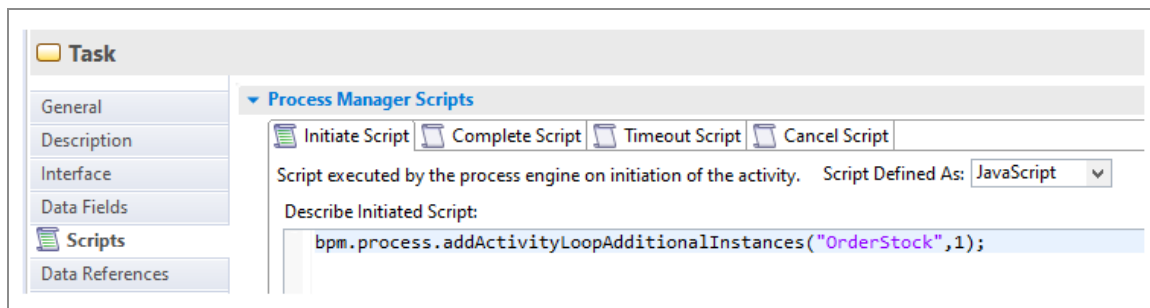 Task
General
Description
Interface
Data Fields
Scripts
Data References
Process Manager Scripts
Initiate Script Complete Script Timeout Script Cancel Script
Script executed by the process engine on initiation of the activity. Script Defined As: JavaScript
Describe Initiated Script:
bpm.process.addActivityLoopAdditionalInstances("OrderStock",1);